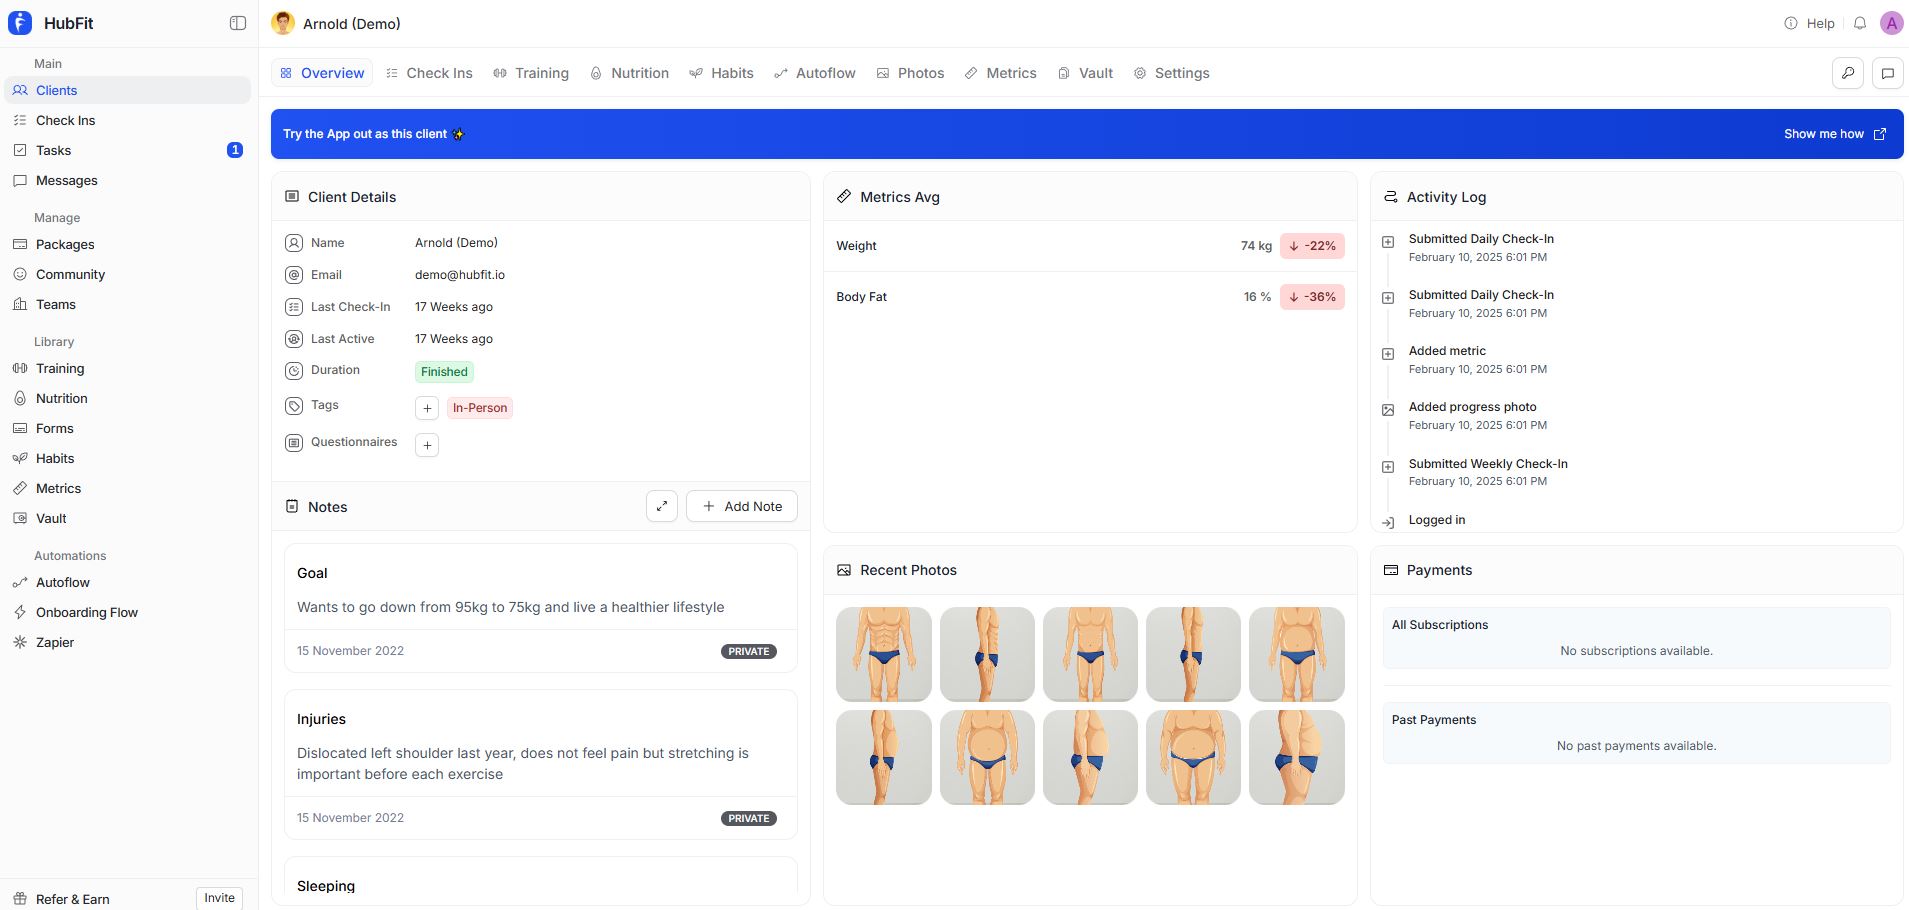 HubFit
Main
Clients
Check Ins
Tasks
1
Messages
Manage
Packages
Community
Teams
Library
Training
Nutrition
Forms
Habits
Metrics
Vault
Automations
Autoflow
Onboarding Flow
Zapier
Refer & Earn
Invite
Arnold (Demo)
Help
A
Overview
Check Ins
Training
Nutrition
Habits
Autoflow
Photos
Metrics
Vault
Settings
Try the App out as this client
Show me how
Client Details
Name Arnold (Demo)
Email demo@hubfit.io
Last Check-In 17 Weeks ago
Last Active 17 Weeks ago
Duration Finished
Tags In-Person
Questionnaires
Notes
Add Note
Goal
Wants to go down from 95kg to 75kg and live a healthier lifestyle
15 November 2022 PRIVATE
Injuries
Dislocated left shoulder last year, does not feel pain but stretching is
important before each exercise
15 November 2022 PRIVATE
Sleeping
Metrics Avg
Weight 74 kg -22%
Body Fat 16 % -36%
Recent Photos
Activity Log
Submitted Daily Check-In
February 10, 2025 6:01 PM
Submitted Daily Check-In
February 10, 2025 6:01 PM
Added metric
February 10, 2025 6:01 PM
Added progress photo
February 10, 2025 6:01 PM
Submitted Weekly Check-In
February 10, 2025 6:01 PM
Logged in
Payments
All Subscriptions
No subscriptions available.
Past Payments
No past payments available.